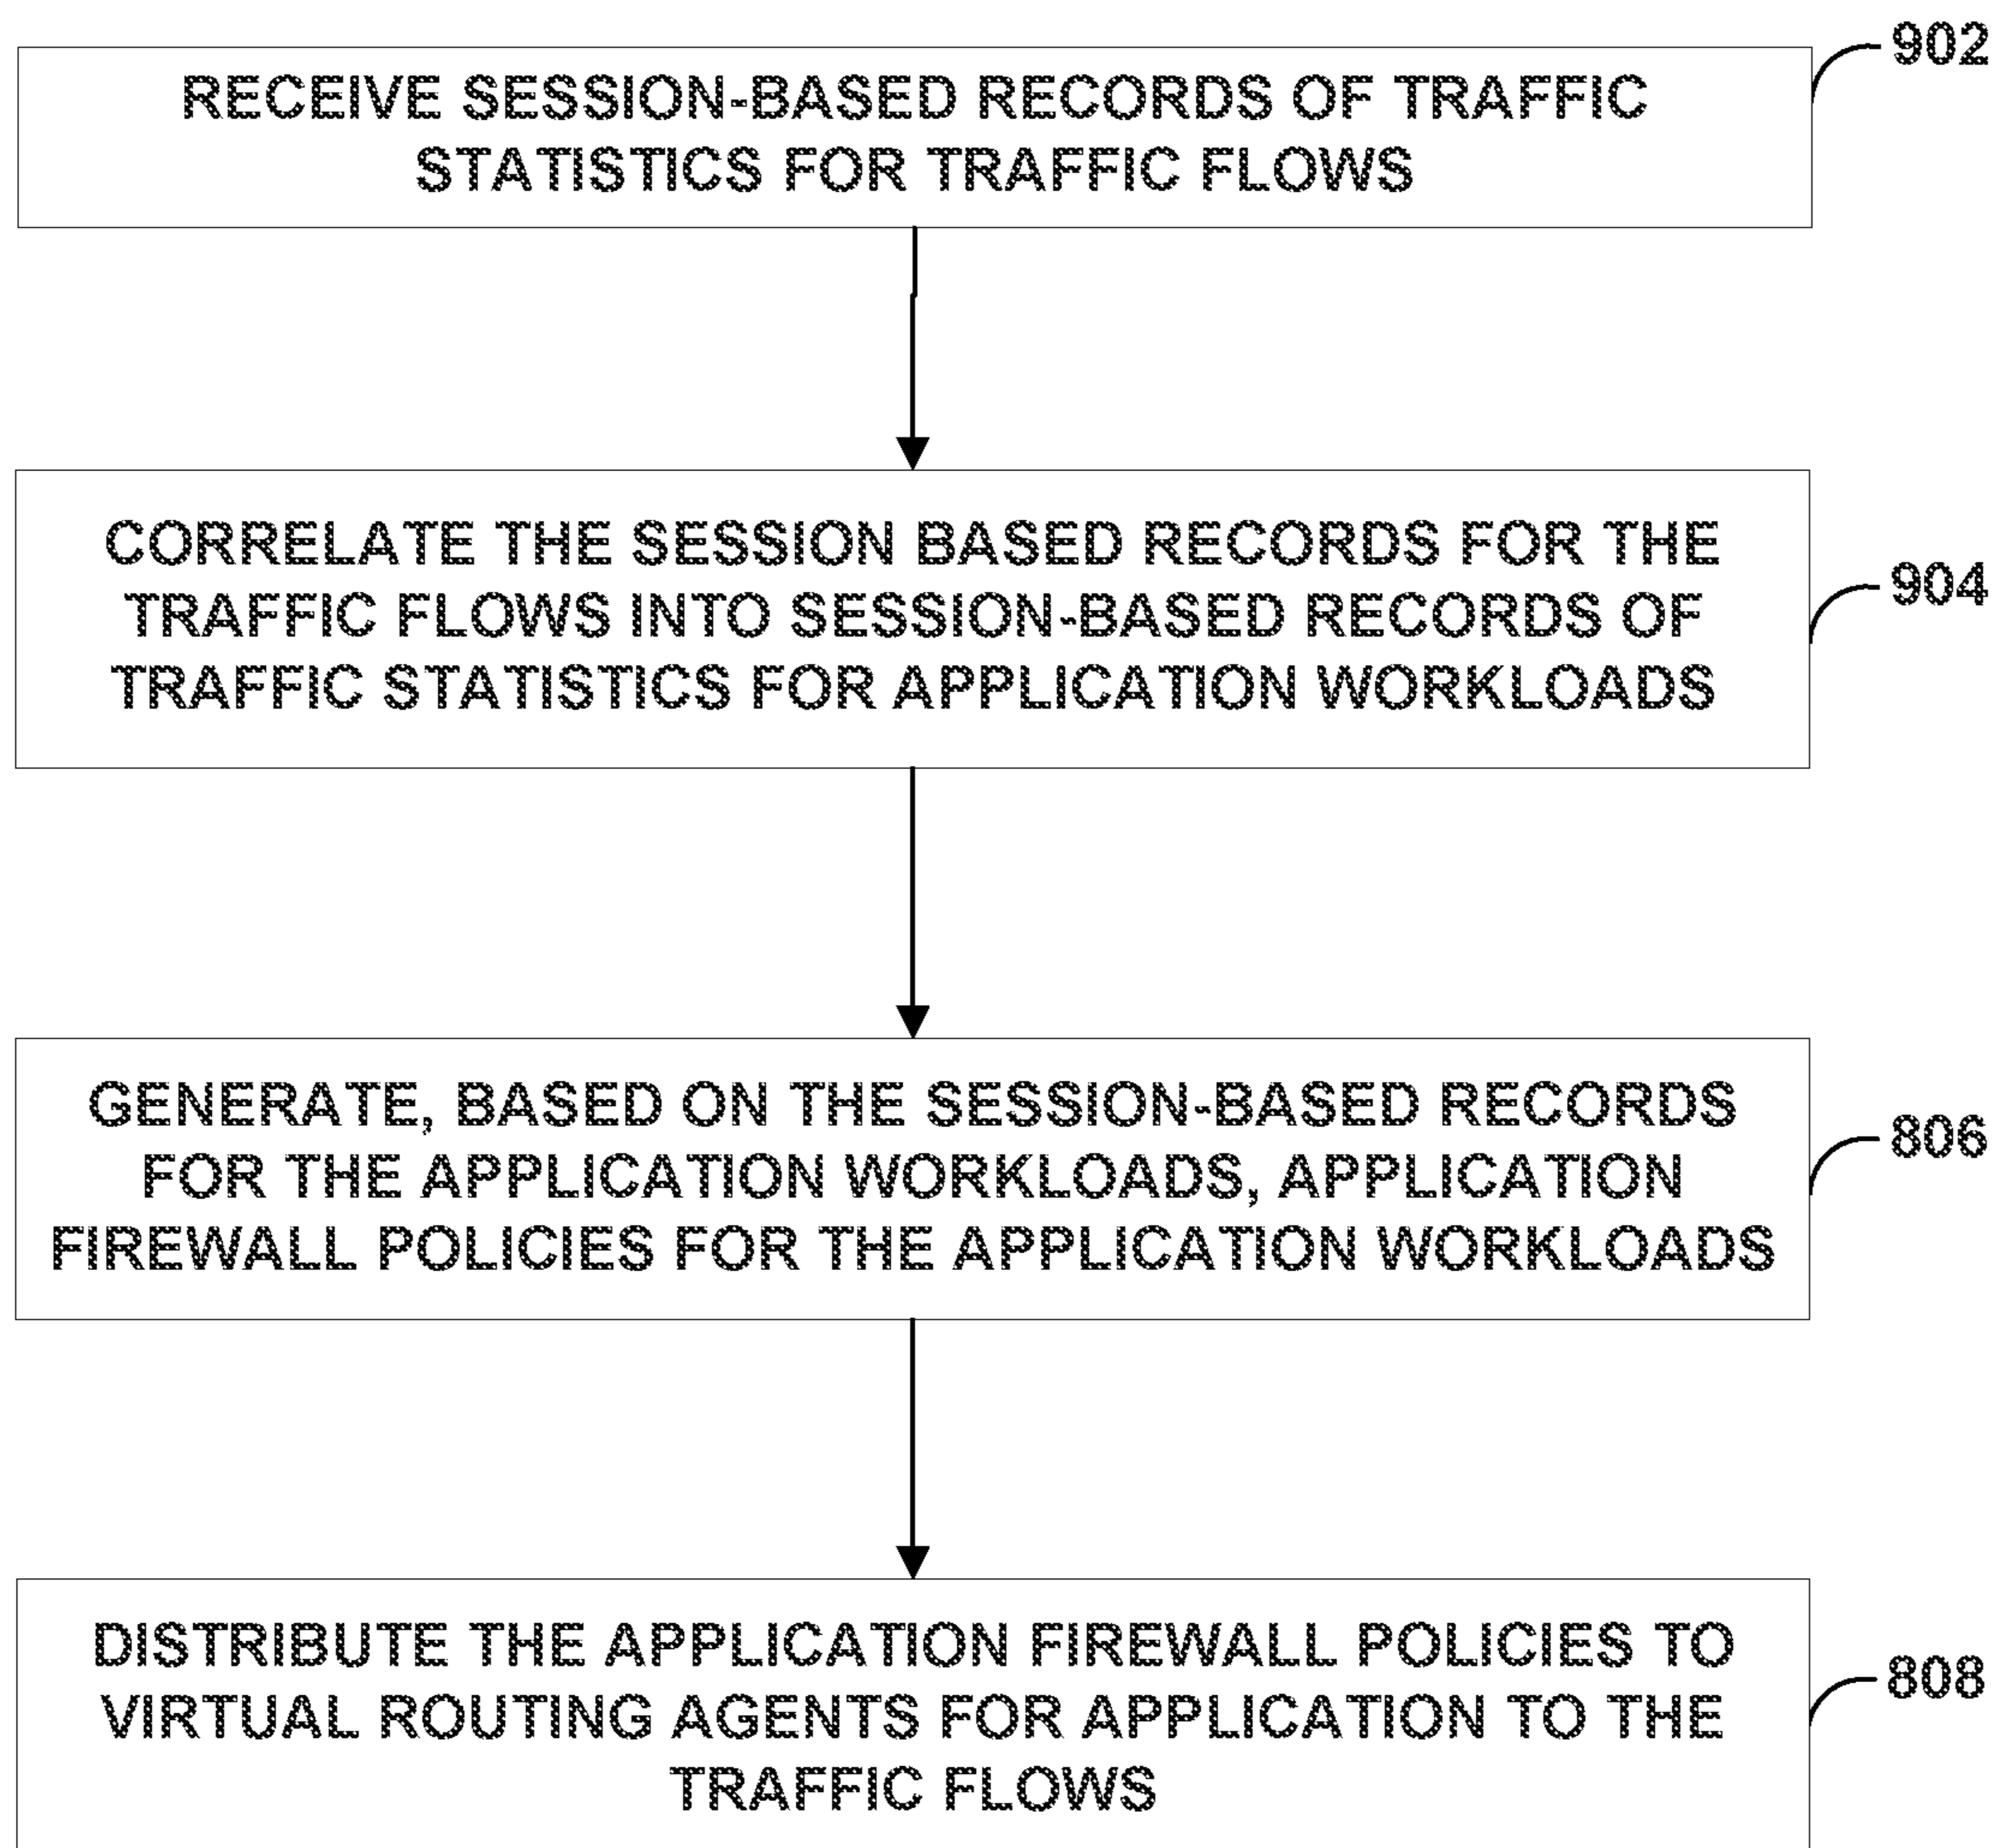 902
RECEIVE SESSION-BASED RECORDS OF TRAFFIC
STATISTICS FOR TRAFFIC FLOWS
CORRELATE THE SESSION BASED RECORDS FOR THE
TRAFFIC FLOWS INTO SESSION-BASED RECORDS OF
TRAFFIC STATISTICS FOR APPLICATION WORKLOADS
904
GENERATE, BASED ON THE SESSION-BASED RECORDS
FOR THE APPLICATION WORKLOADS, APPLICATION
FIREWALL POLICIES FOR THE APPLICATION WORKLOADS
806
DISTRIBUTE THE APPLICATION FIREWALL POLICIES TO
VIRTUAL ROUTING AGENTS FOR APPLICATION TO THE
TRAFFIC FLOWS
808